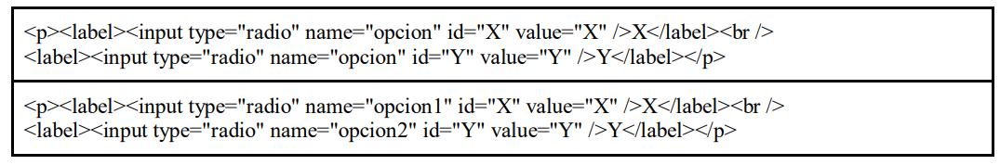 <p><label><input type="radio" name="opcion" id="X" value="X" />X</label><br />
<label><input type="radio" name="opcion" id="Y" value="Y" />Y</label></p>
<p><label><input type="radio" name="opcion1" id="X" value="X" />X</label><br />
<label><input type="radio" name="opcion2" id="Y" value="Y" />Y</label></p>